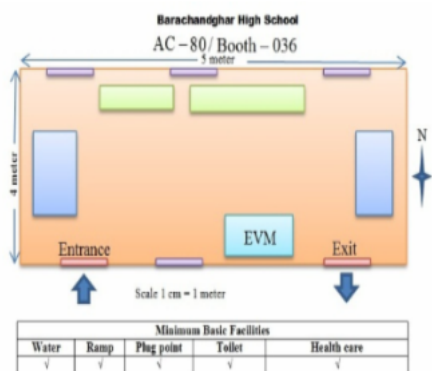 Barachandghar High School
AC-80/ Booth-036
5 meter
4 meter
N
EVM
Entrance
Exit
Scale 1 cm = 1 meter
Minimum Basic Facilities
Water Ramp Plug point Toilet Health care
√ √ √ √ √